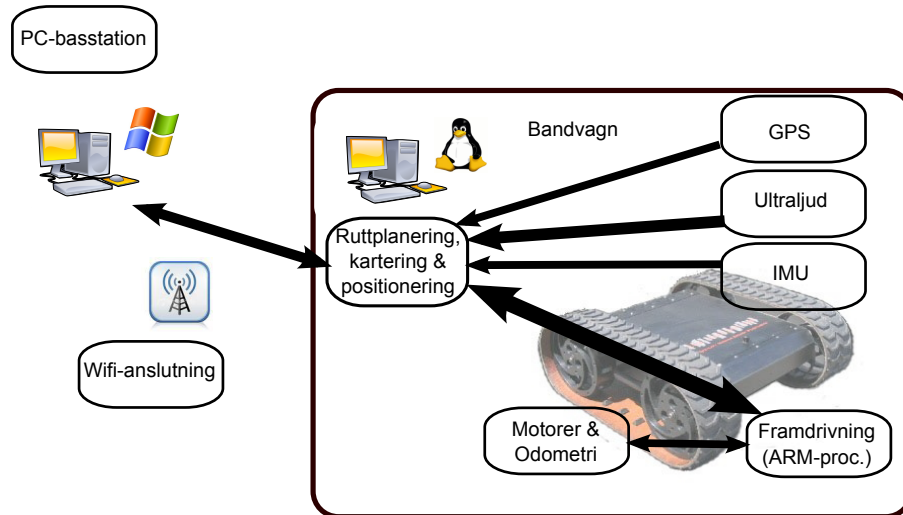 PC-basstation
Bandvagn
GPS
Ultraljud
Ruttplanering,
kartering &
positionering
IMU
Wifi-anslutning
Motorer &
Odometri
Framdrivning
(ARM-proc.)